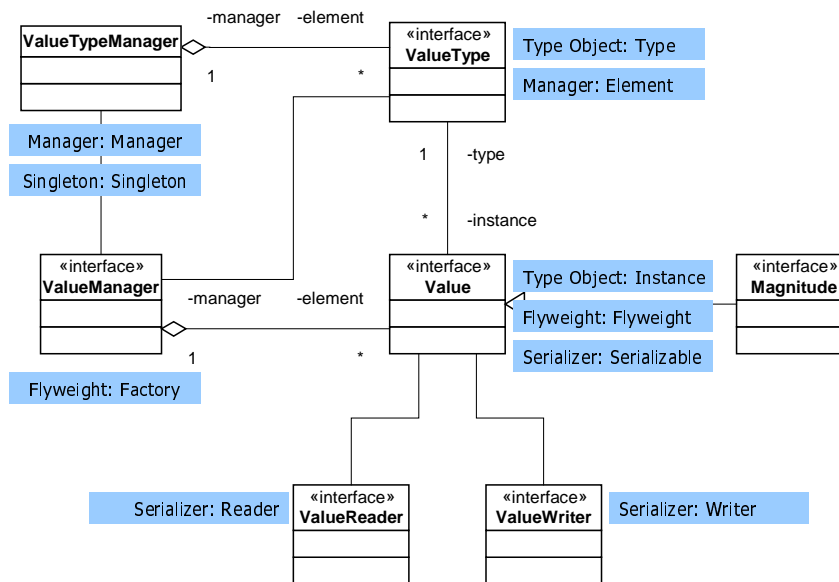 -manager -element
ValueTypeManager
«interface»
ValueType
Type Object: Type
1 *
Manager: Element
Manager: Manager
1 -type
Singleton: Singleton
* -instance
«interface»
ValueManager
«interface»
Value
Type Object: Instance
«interface»
Magnitude
-manager -element
Flyweight: Flyweight
1 *
Serializer: Serializable
Flyweight: Factory
Serializer: Reader
«interface»
ValueReader
«interface»
ValueWriter
Serializer: Writer